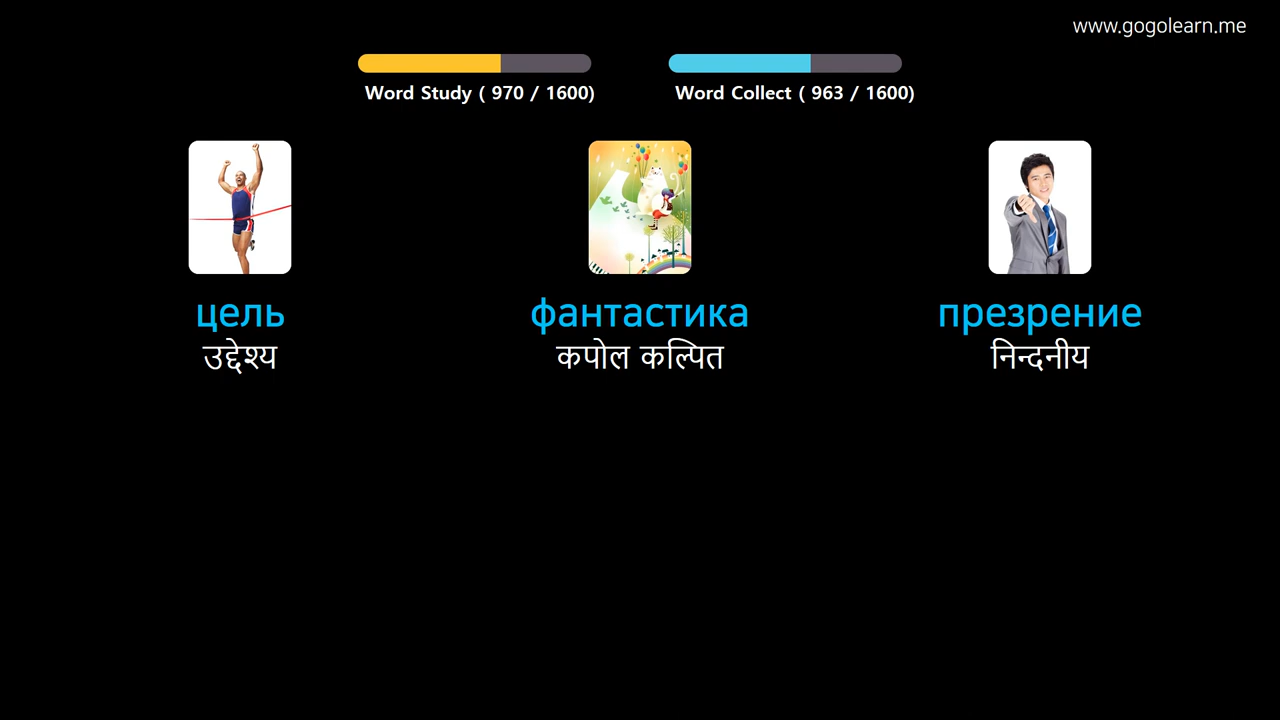 www.gogolearn.me
Word Study ( 970 / 1600)
Word Collect ( 963 / 1600)
цель
фантастика
презрение
उद्देश्य
कपोल कल्पित
निन्दनीय